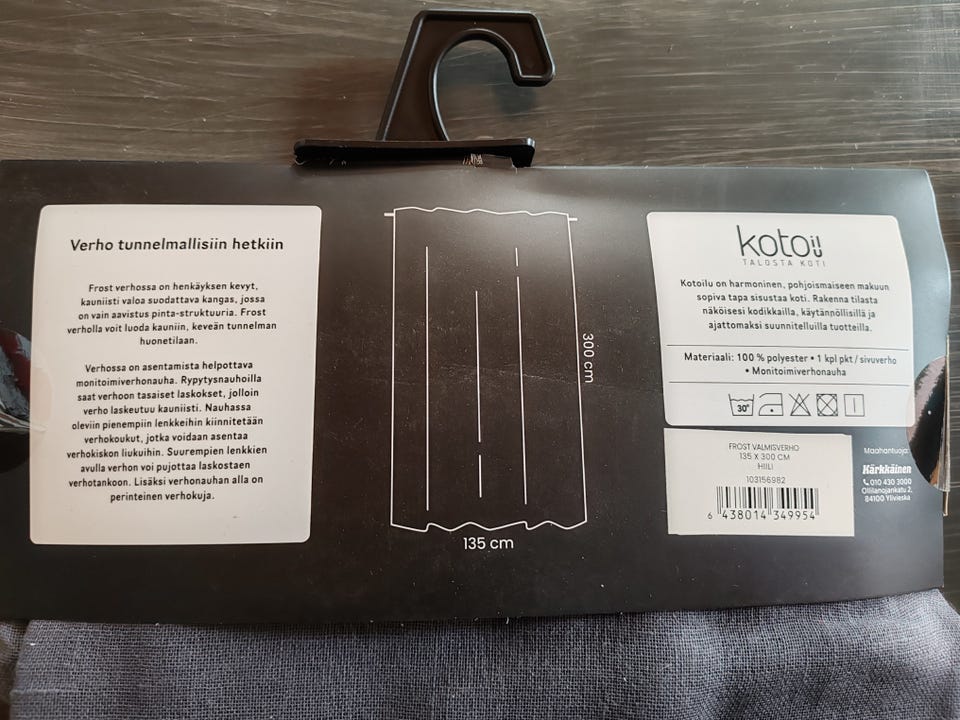 Verho tunnelmallisiin hetkiin
Frost verhossa on henkäyksen kevyt,
kauniisti valoa suodattava kangas, jossa
on vain aavistus pinta-struktuuria. Frost
verholla voit luoda kauniin, keveän tunnelman
huonetilaan.
Verhossa on asentamista helpottava
monitoimiverhonauha. Rypytysnauhoilla
saat verhoon tasaiset laskokset, jolloin
verho laskeutuu kauniisti. Nauhassa
oleviin pienempiin lenkkeihin kiinnitetään
verhokoukut, jotka voidaan asentaa
verhokiskon liukuihin. Suurempien lenkkien
avulla verhon voi pujottaa laskostaen
verhotankoon. Lisäksi verhonauhan alla on
perinteinen verhokuja.
300 cm
135 cm
kotoilu
TALOSTA KOTI
Kotoilu on harmoninen, pohjoismaiseen makuun
sopiva tapa sisustaa koti. Rakenna tilasta
näköisesi kodikkailla, käytännöllisillä ja
ajattomaksi suunnitelluilla tuotteilla.
Materiaali: 100 % polyester • 1 kpl pkt / sivuverho
• Monitoimiverhonauha
30°
FROST VALMISVERHO
135 X 300 CM
HIILI
103156982
6 438014 349954
Maahantuoja:
Kärkkäinen
010 430 3000
Ollilanojankatu 2,
84100 Ylivieska